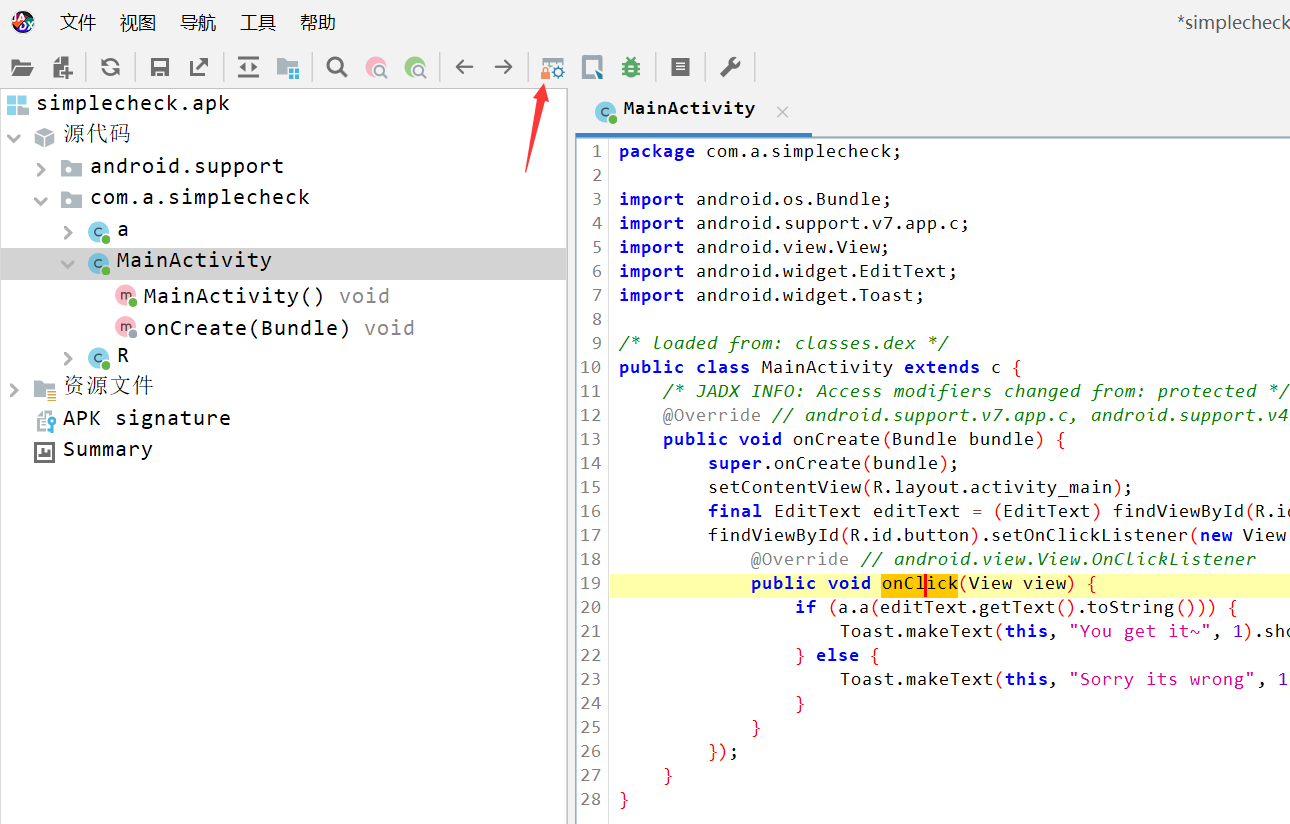 文件 视图 导航 工具 帮助 *simplecheck
simplecheck.apk
源代码
android.support
com.a.simplecheck
a
MainActivity
MainActivity() void
onCreate(Bundle) void
R
资源文件
APK signature
Summary
MainActivity
1 package com.a.simplecheck;
2
3 import android.os.Bundle;
4 import android.support.v7.app.c;
5 import android.view.View;
6 import android.widget.EditText;
7 import android.widget.Toast;
8
9 /* loaded from: classes.dex */
10 public class MainActivity extends c {
11 /* JADX INFO: Access modifiers changed from: protected */
12 @Override // android.support.v7.app.c, android.support.v4
13 public void onCreate(Bundle bundle) {
14 super.onCreate(bundle);
15 setContentView(R.layout.activity_main);
16 final EditText editText = (EditText) findViewById(R.id
17 findViewById(R.id.button).setOnClickListener(new View
18 @Override // android.view.View.OnClickListener
19 public void onClick(View view) {
20 if (a.a(editText.getText().toString())) {
21 Toast.makeText(this, "You get it~", 1).sho
22 } else {
23 Toast.makeText(this, "Sorry its wrong", 1
24 }
25 }
26 });
27 }
28 }